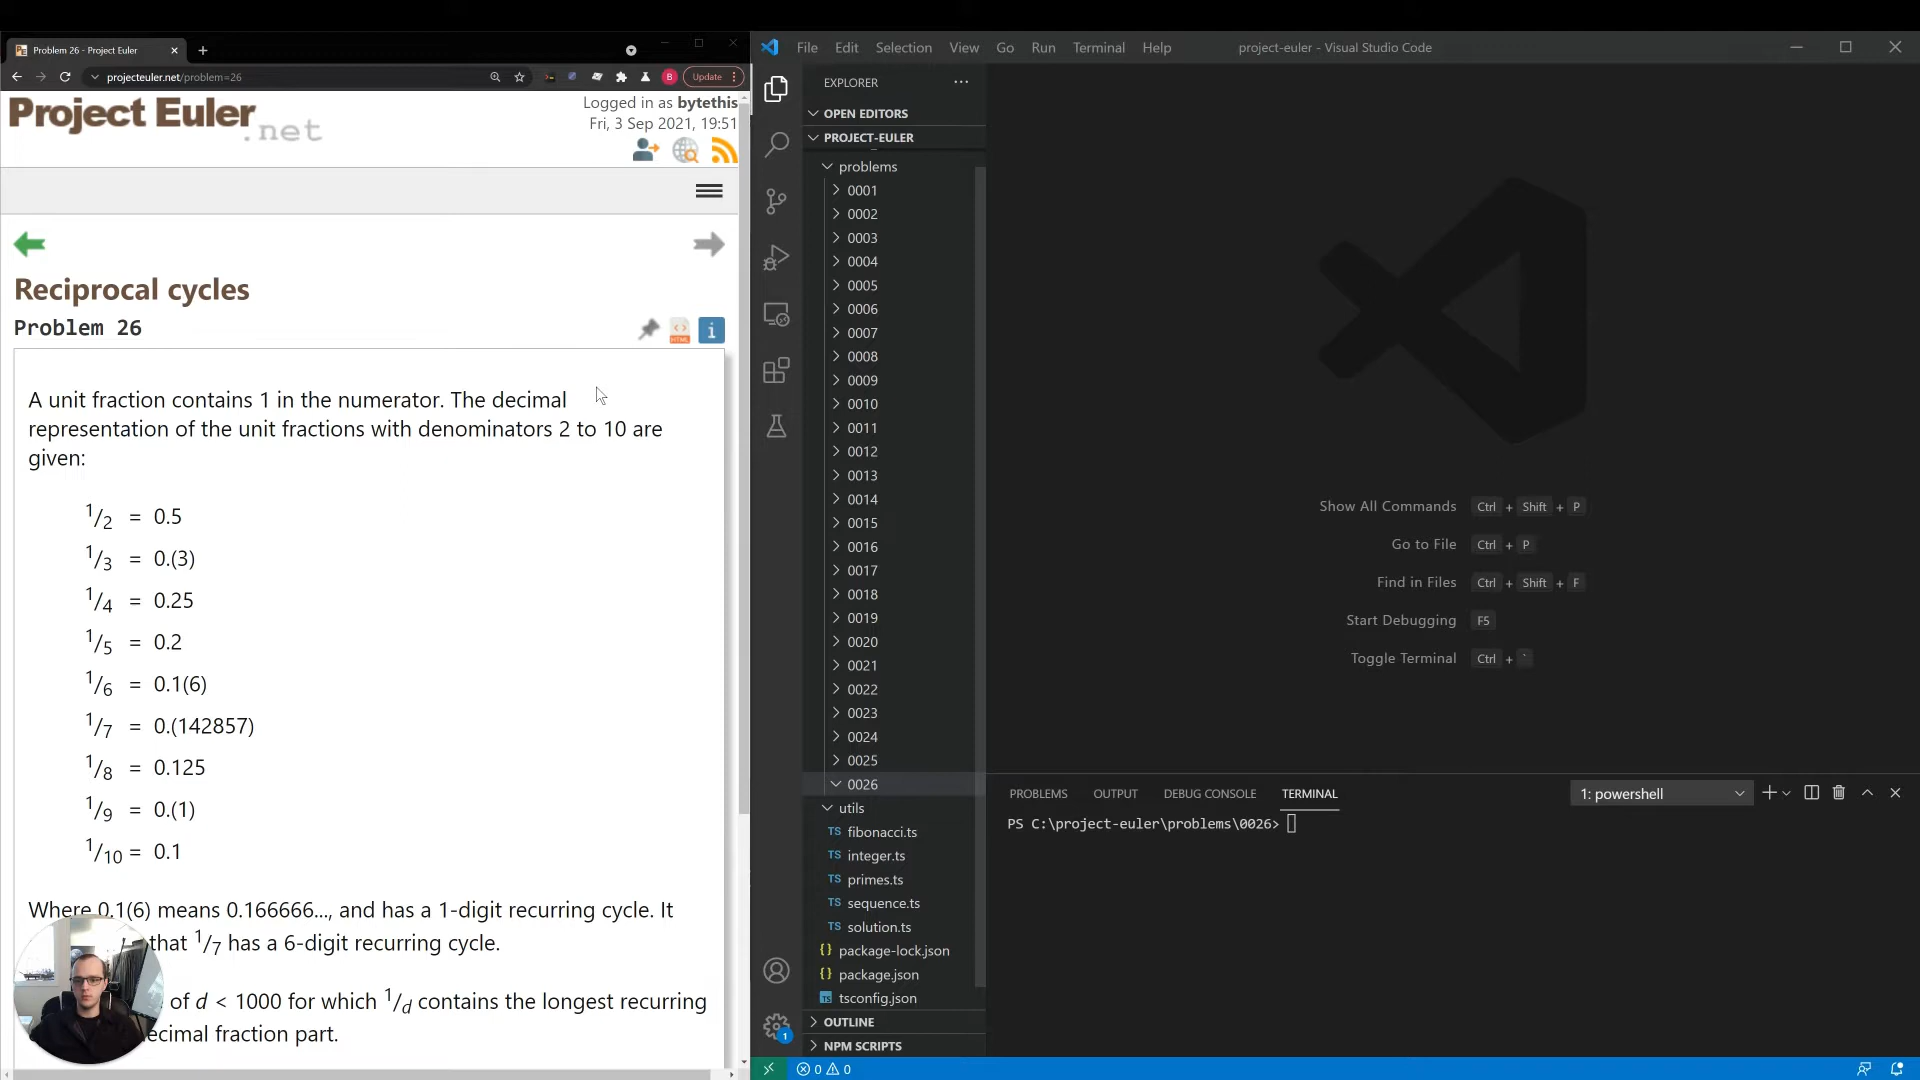 Problem 26 - Project Euler
projecteuler.net/problem=26
B
Update
Project Euler
.net
Logged in as bytethis
Fri, 3 Sep 2021, 19:51
Reciprocal cycles
Problem 26
HTML
i
A unit fraction contains 1 in the numerator. The decimal
representation of the unit fractions with denominators 2 to 10 are
given:
1/2 = 0.5
1/3 = 0.(3)
1/4 = 0.25
1/5 = 0.2
1/6 = 0.1(6)
1/7 = 0.(142857)
1/8 = 0.125
1/9 = 0.(1)
1/10 = 0.1
Where 0.1(6) means 0.166666..., and has a 1-digit recurring cycle. It
that 1/7 has a 6-digit recurring cycle.
of d < 1000 for which 1/d contains the longest recurring
ecimal fraction part.
File Edit Selection View Go Run Terminal Help
project-euler - Visual Studio Code
EXPLORER
OPEN EDITORS
PROJECT-EULER
problems
0001
0002
0003
0004
0005
0006
0007
0008
0009
0010
0011
0012
0013
0014
0015
0016
0017
0018
0019
0020
0021
0022
0023
0024
0025
0026
utils
TS fibonacci.ts
TS integer.ts
TS primes.ts
TS sequence.ts
TS solution.ts
{} package-lock.json
{} package.json
TS tsconfig.json
OUTLINE
NPM SCRIPTS
1
Show All Commands Ctrl + Shift + P
Go to File Ctrl + P
Find in Files Ctrl + Shift + F
Start Debugging F5
Toggle Terminal Ctrl + `
PROBLEMS OUTPUT DEBUG CONSOLE TERMINAL
1: powershell
PS C:\project-euler\problems\0026>
0 0